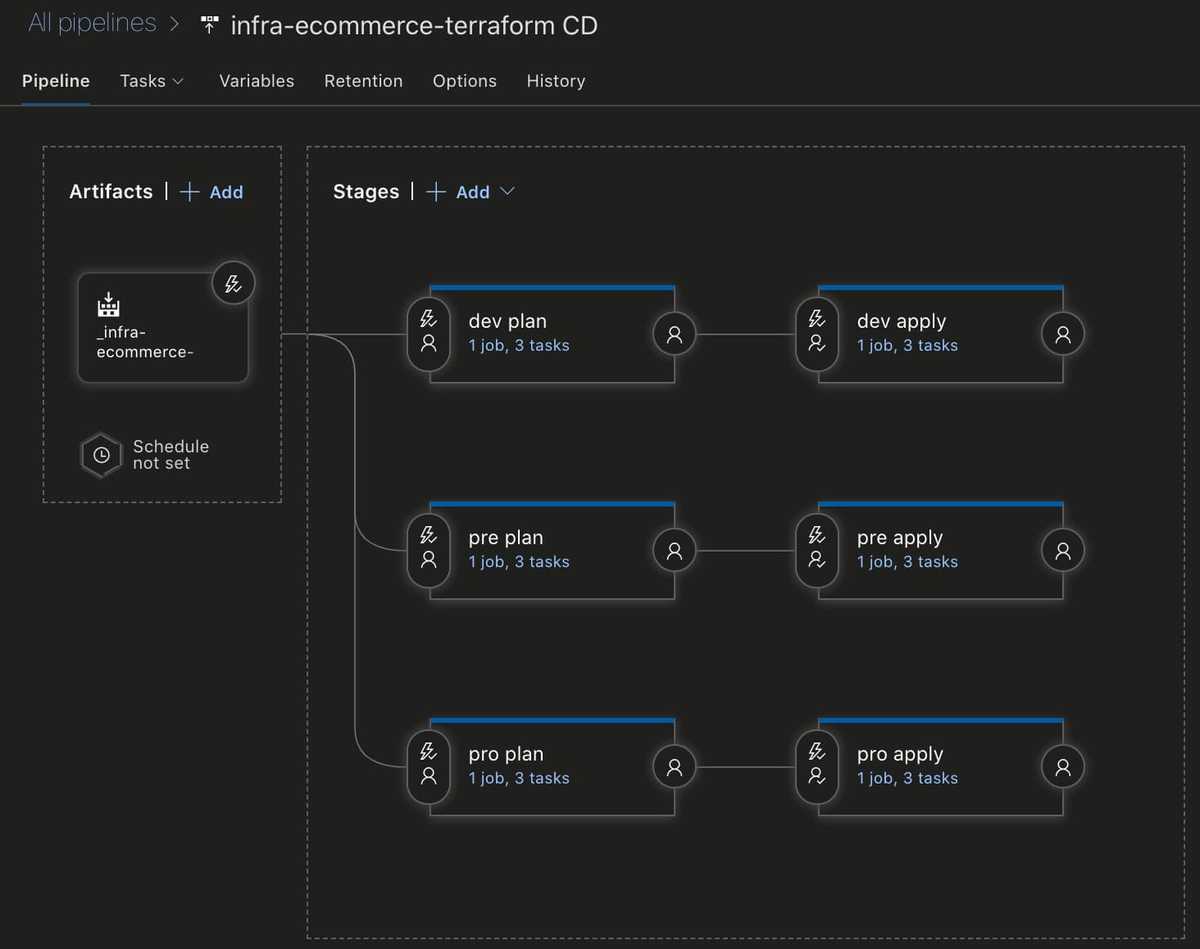 All pipelines > infra-ecommerce-terraform CD
Pipeline Tasks Variables Retention Options History
Artifacts | + Add
Stages | + Add
_infra-
ecommerce-
Schedule
not set
dev plan
1 job, 3 tasks
dev apply
1 job, 3 tasks
pre plan
1 job, 3 tasks
pre apply
1 job, 3 tasks
pro plan
1 job, 3 tasks
pro apply
1 job, 3 tasks